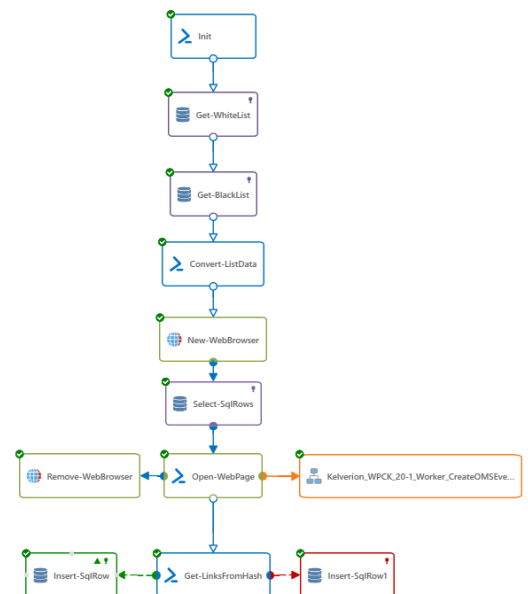 Init
Get-WhiteList
Get-BlackList
Convert-ListData
New-WebBrowser
Select-SqlRows
Remove-WebBrowser
Open-WebPage
Kelverion_WPCK_20-1_Worker_CreateOMSEve...
Insert-SqlRow
Get-LinksFromHash
Insert-SqlRow1